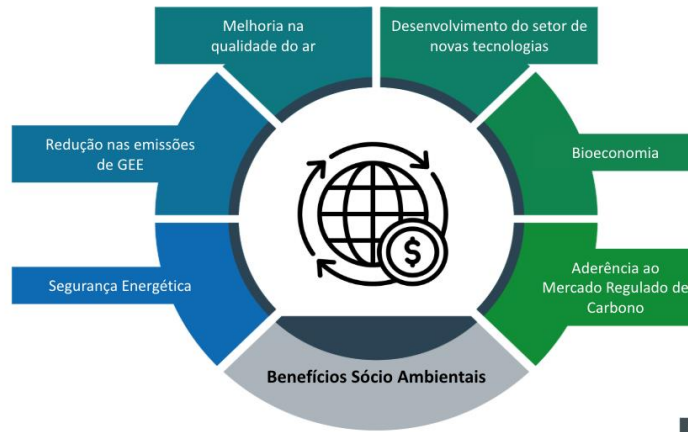 Melhoria na
qualidade do ar
Desenvolvimento do setor de
novas tecnologias
Redução nas emissões
de GEE
Bioeconomia
Segurança Energética
Aderência ao
Mercado Regulado de
Carbono
$
Benefícios Sócio Ambientais